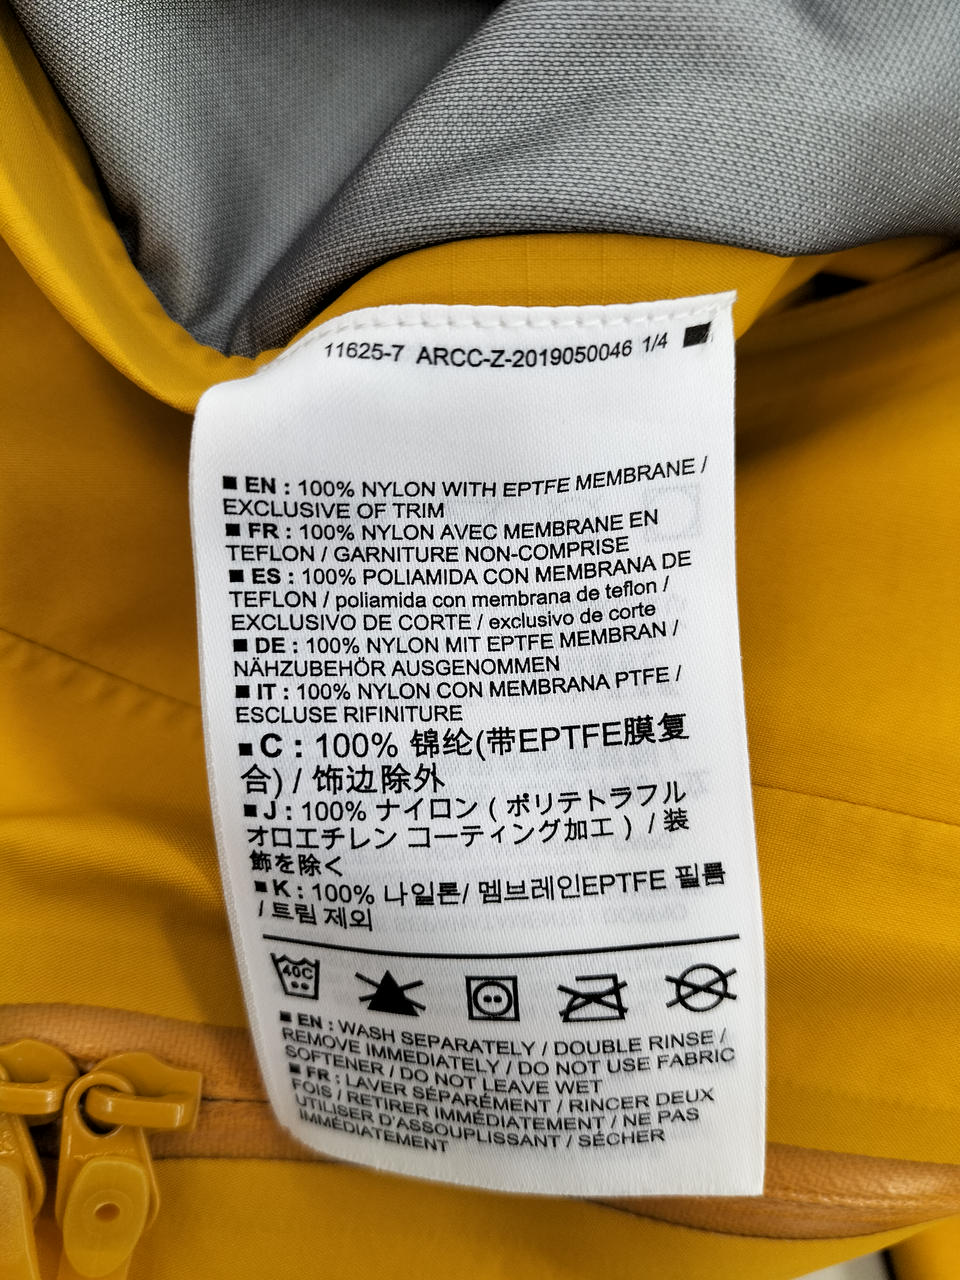 11625-7 ARCC-Z-2019050046 1/4
■ EN : 100% NYLON WITH EPTFE MEMBRANE /
EXCLUSIVE OF TRIM
■ FR : 100% NYLON AVEC MEMBRANE EN
TEFLON / GARNITURE NON-COMPRISE
■ ES : 100% POLIAMIDA CON MEMBRANA DE
TEFLON / poliamida con membrana de teflon /
EXCLUSIVO DE CORTE / exclusivo de corte
■ DE : 100% NYLON MIT EPTFE MEMBRAN /
NÄHZUBEHÖR AUSGENOMMEN
■ IT : 100% NYLON CON MEMBRANA PTFE /
ESCLUSE RIFINITURE
■ C : 100% 锦纶(带EPTFE膜复
合) / 饰边除外
■ J : 100% ナイロン ( ポリテトラフル
オロエチレン コーティング加工 ) / 装
飾を除く
■ K : 100% 나일론/ 멤브레인EPTFE 필름
/ 트림 제외
40C
■ EN : WASH SEPARATELY / DOUBLE RINSE /
REMOVE IMMEDIATELY / DO NOT USE FABRIC
SOFTENER / DO NOT LEAVE WET
■ FR : LAVER SÉPARÉMENT / RINCER DEUX
FOIS / RETIRER IMMÉDIATEMENT / NE PAS
UTILISER D'ASSOUPLISSANT / SÉCHER
IMMÉDIATEMENT